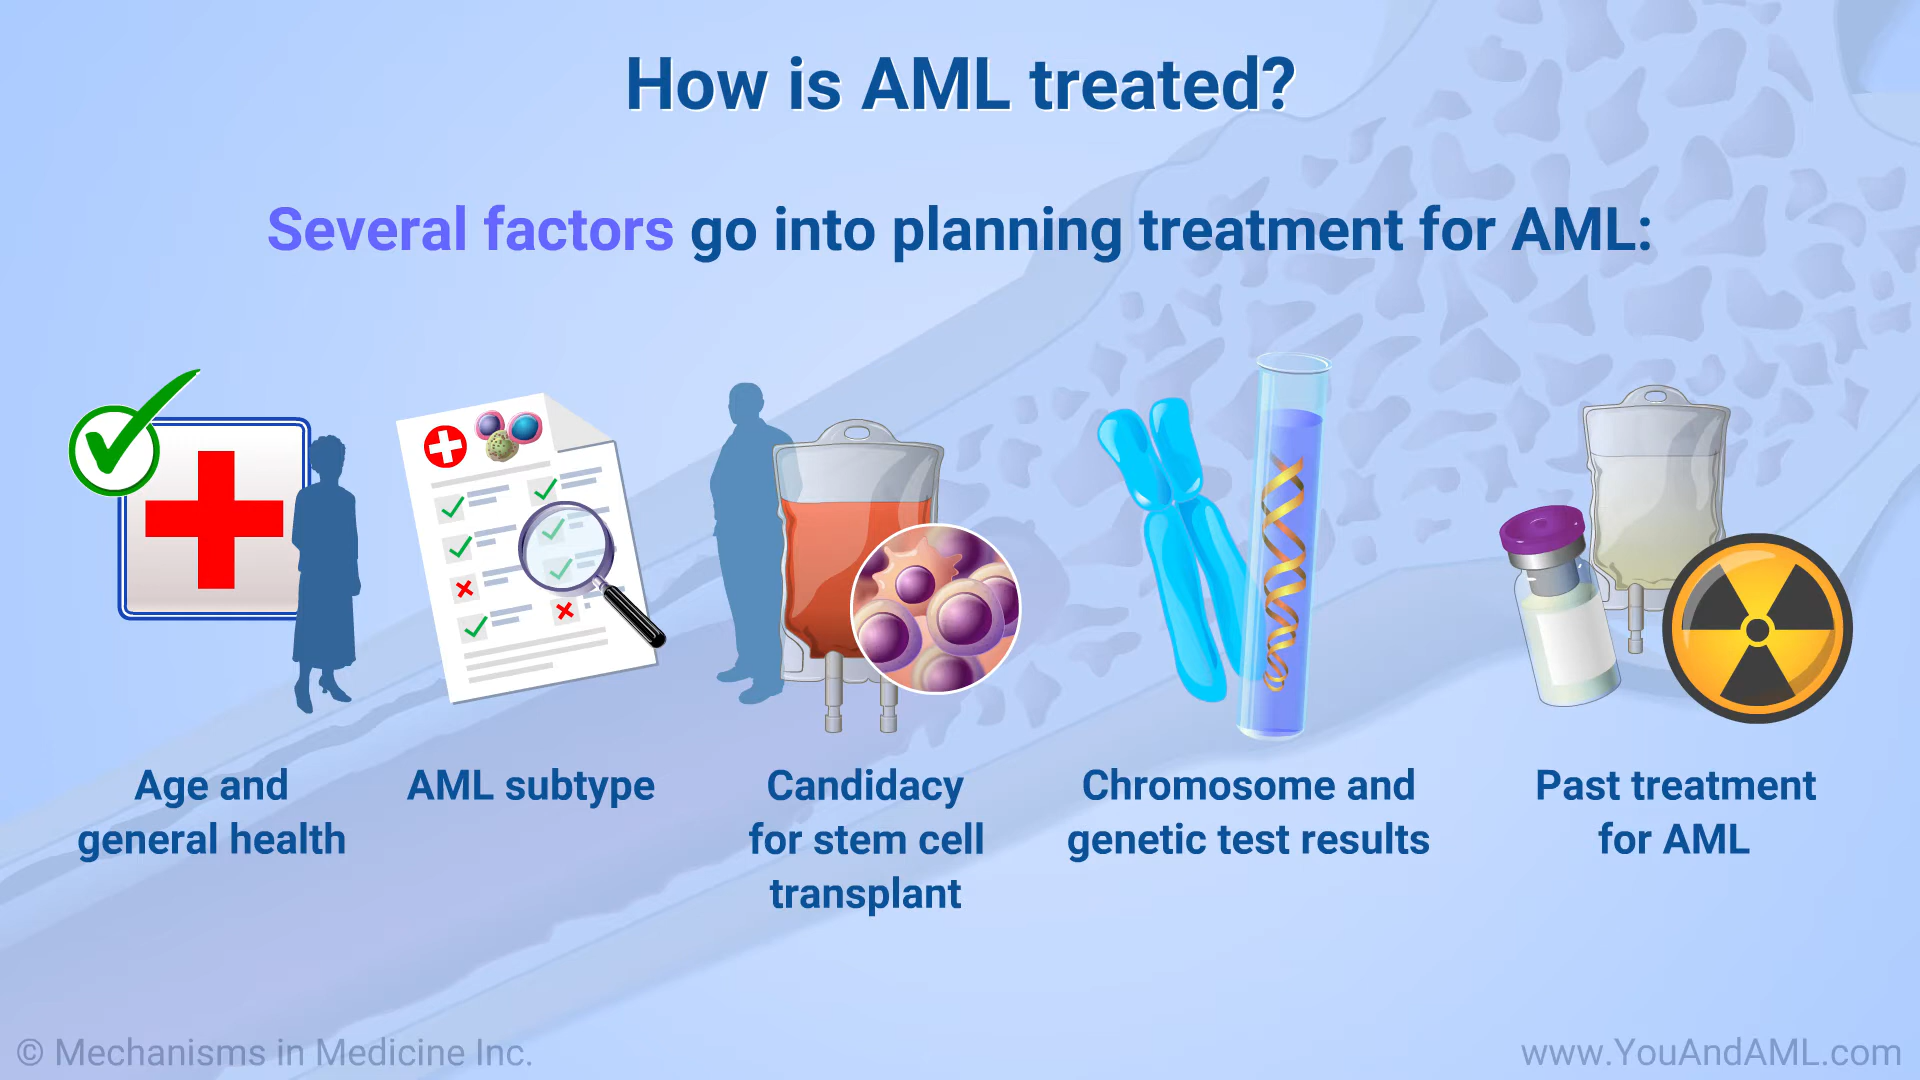 How is AML treated?
Several factors go into planning treatment for AML:
Age and
general health
AML subtype
Candidacy
for stem cell
transplant
Chromosome and
genetic test results
Past treatment
for AML
© Mechanisms in Medicine Inc.
www.YouAndAML.com